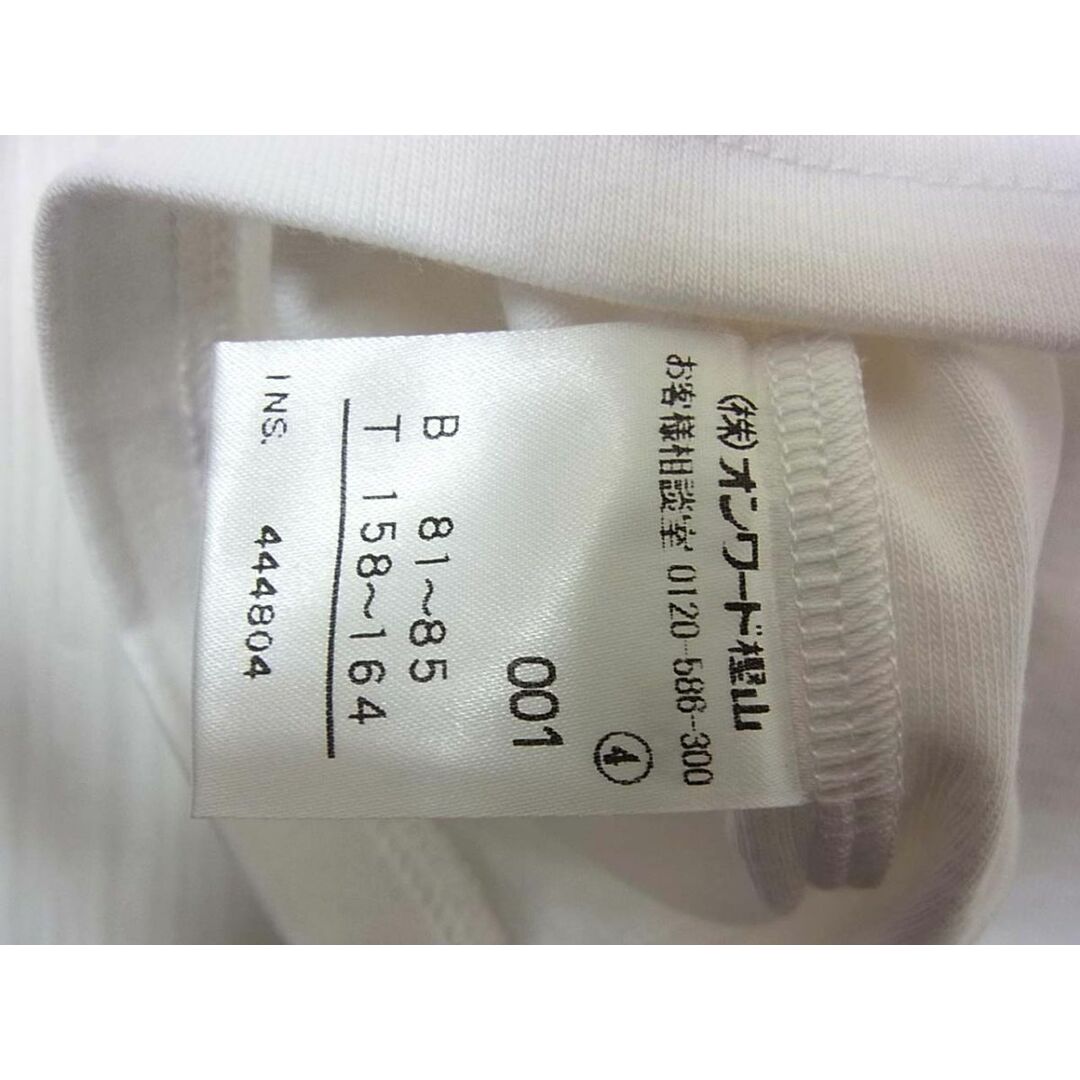 (株)オンワード樫山
お客様相談室 0120-586-300
④
001
B 81~85
T 158~164
INS. 444804